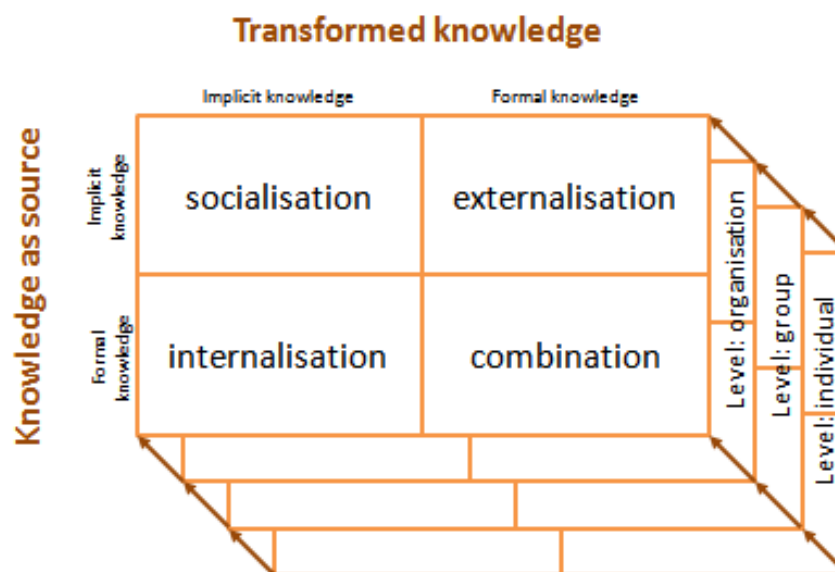 Transformed knowledge
Implicit knowledge
Formal knowledge
Knowledge as source
Implicit
knowledge
socialisation
externalisation
Formal
knowledge
internalisation
combination
Level: organisation
Level: group
Level: individual